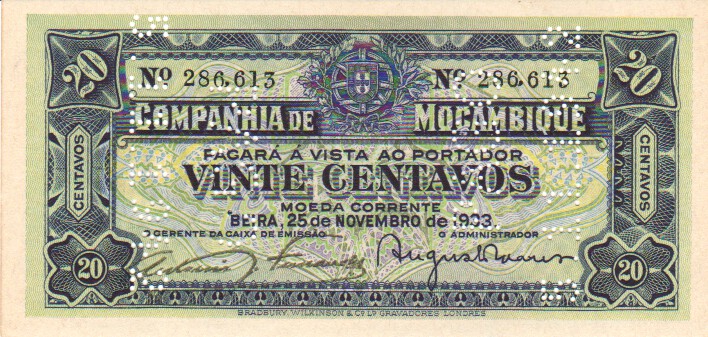 20 20
Nº 286,613 Nº 286,613
COMPANHIA DE MOÇAMBIQUE
PAGARÁ Á VISTA AO PORTADOR
VINTE CENTAVOS
CENTAVOS CENTAVOS
MOEDA CORRENTE
BEIRA, 25 de NOVEMBRO de 1933
O GERENTE DA CAIXA DE EMISSÃO O ADMINISTRADOR
20 20
BRADBURY, WILKINSON & Cº Lº GRAVADORES LONDRES